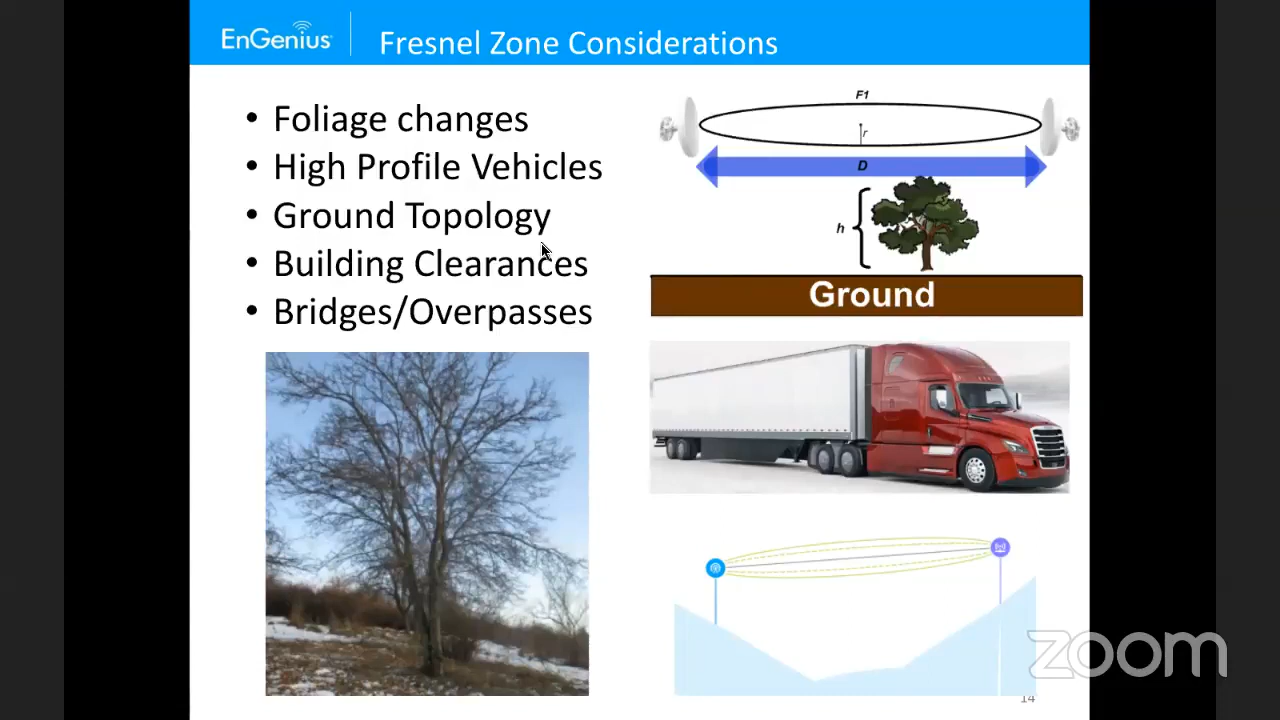 EnGenius
Fresnel Zone Considerations
• Foliage changes
• High Profile Vehicles
• Ground Topology
• Building Clearances
• Bridges/Overpasses
F1
r
D
h
Ground
zoom
14